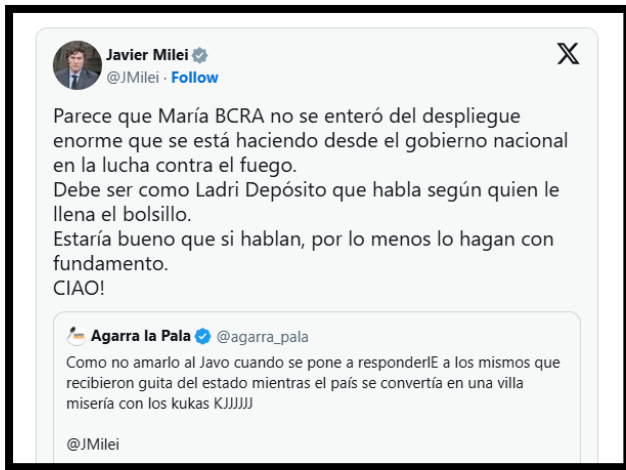 Javier Milei
@JMilei · Follow
Parece que María BCRA no se enteró del despliegue
enorme que se está haciendo desde el gobierno nacional
en la lucha contra el fuego.
Debe ser como Ladri Depósito que habla según quien le
llena el bolsillo.
Estaría bueno que si hablan, por lo menos lo hagan con
fundamento.
CIAO!
Agarra la Pala @agarra_pala
Como no amarlo al Javo cuando se pone a responderlE a los mismos que
recibieron guita del estado mientras el país se convertía en una villa
misería con los kukas KJJJJJJ
@JMilei